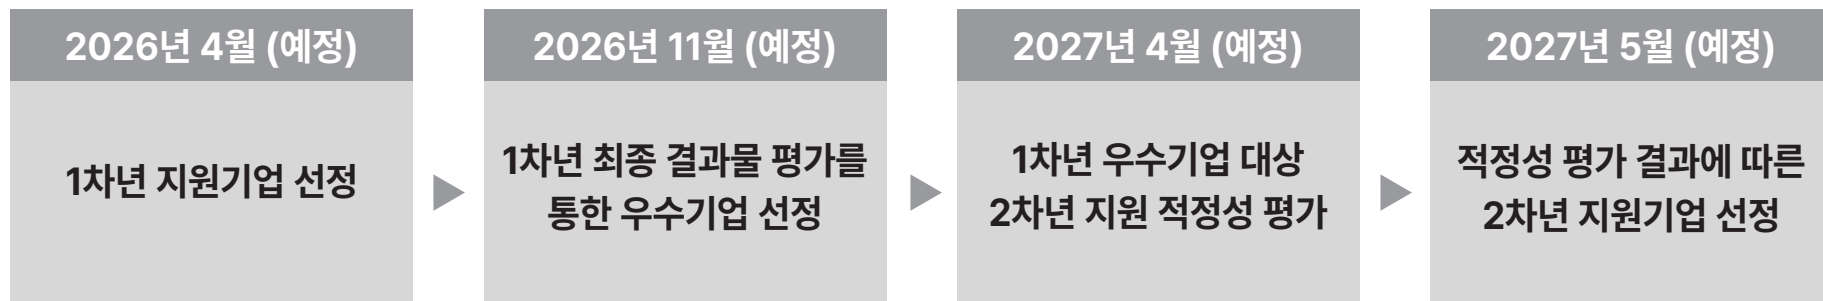 2026년 4월 (예정)
1차년 지원기업 선정
2026년 11월 (예정)
1차년 최종 결과물 평가를
통한 우수기업 선정
2027년 4월 (예정)
1차년 우수기업 대상
2차년 지원 적정성 평가
2027년 5월 (예정)
적정성 평가 결과에 따른
2차년 지원기업 선정